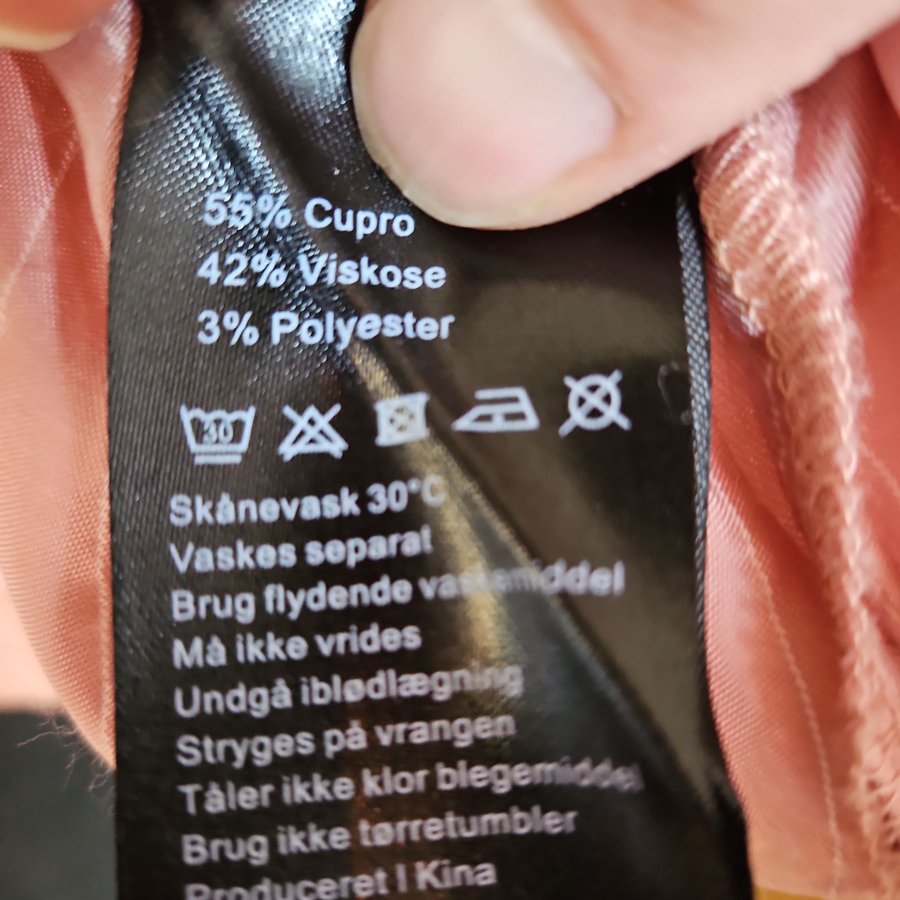 55% Cupro
42% Viskose
3% Polyester
30
Skånevask 30°C
Vaskes separat
Brug flydende vaskemiddel
Må ikke vrides
Undgå iblødlægning
Stryges på vrangen
Tåler ikke klor blegemiddel
Brug ikke tørretumbler
Produceret I Kina